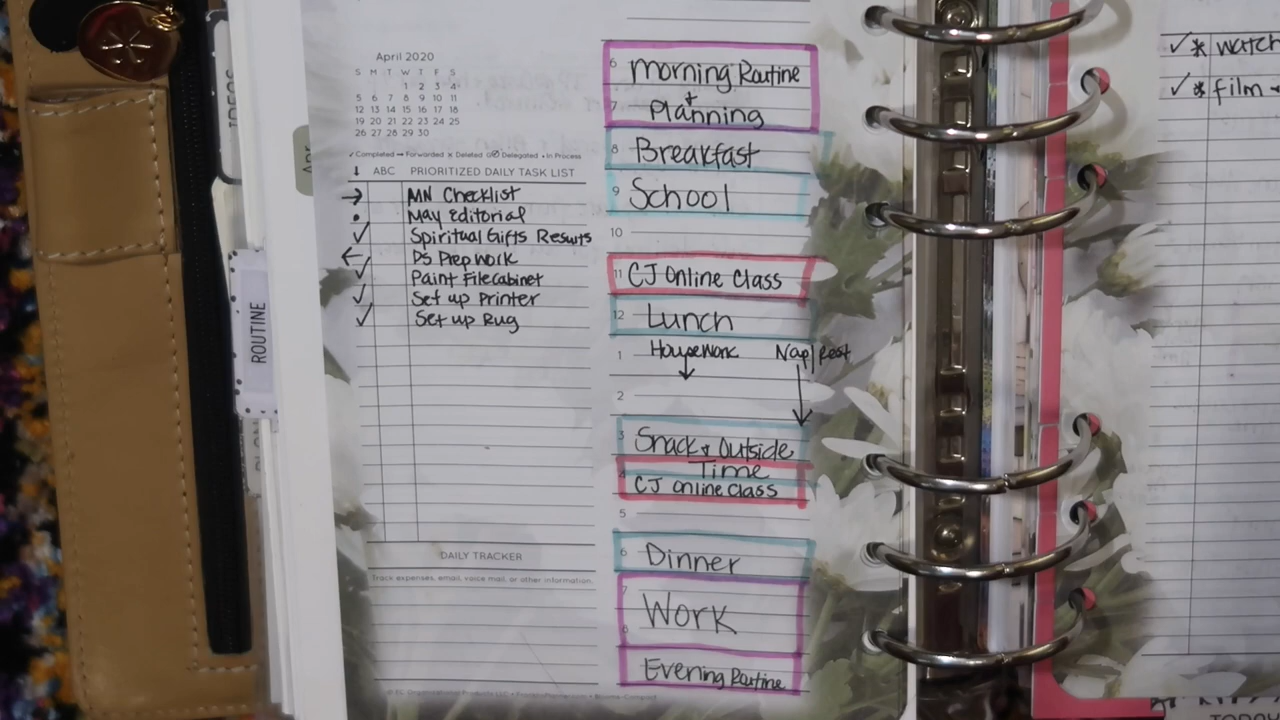 April 2020
S M T W T F S
1 2 3 4
5 6 7 8 9 10 11
12 13 14 15 16 17 18
19 20 21 22 23 24 25
26 27 28 29 30
✓Completed → Forwarded X Deleted Delegated • In Process
↓ ABC PRIORITIZED DAILY TASK LIST
→ MN Checklist
• May Editorial
✓ Spiritual Gifts Results
← DS Prep Work
✓ Paint Filecabinet
✓ Set up Printer
✓ Set up Rug
DAILY TRACKER
Track expenses, email, voice mail, or other information.
6 Morning Routine
+
7 Planning
8 Breakfast
9 School
10
11 CJ Online Class
12 Lunch
1 Housework Nap/Rest
2
3 Snack + Outside
4 Time
CJ online class
5
6 Dinner
7
Work
8
Evening Routine
ROUTINE
Apr
✓ * watch
✓ * film